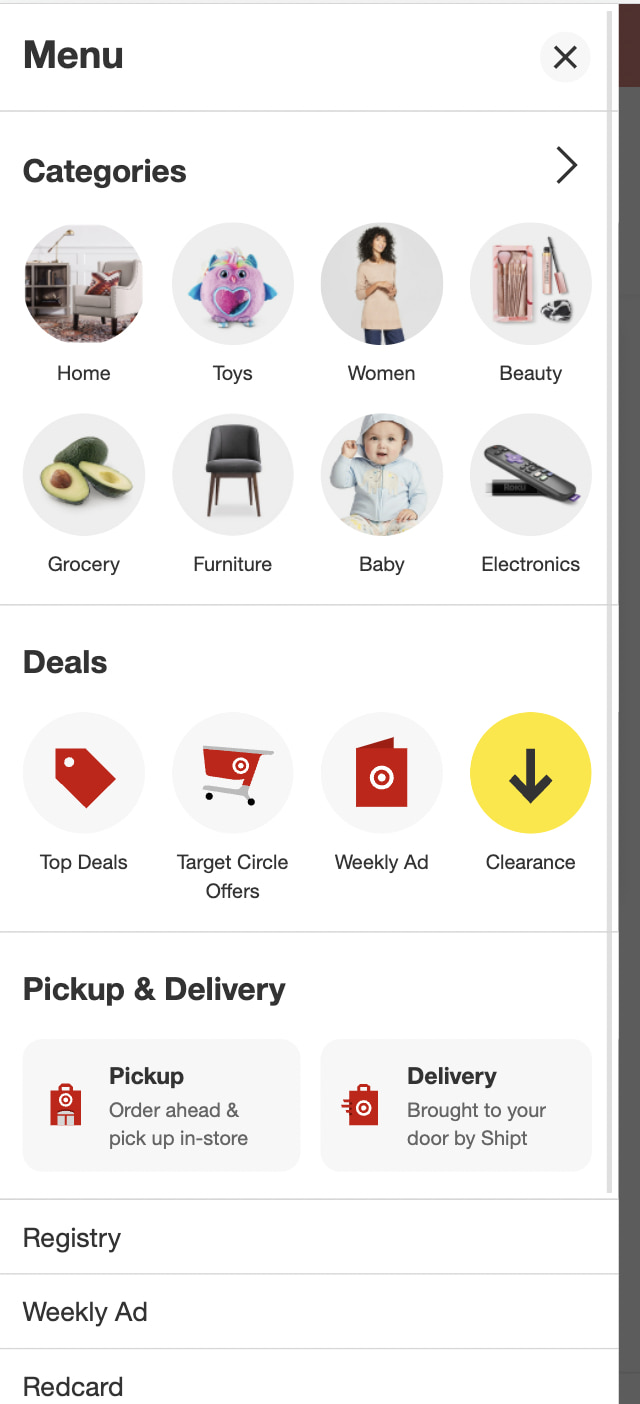 Menu
Categories
Home
Toys
Women
Beauty
Grocery
Furniture
Baby
Electronics
Deals
Top Deals
Target Circle
Offers
Weekly Ad
Clearance
Pickup & Delivery
Pickup
Order ahead &
pick up in-store
Delivery
Brought to your
door by Shipt
Registry
Weekly Ad
Redcard